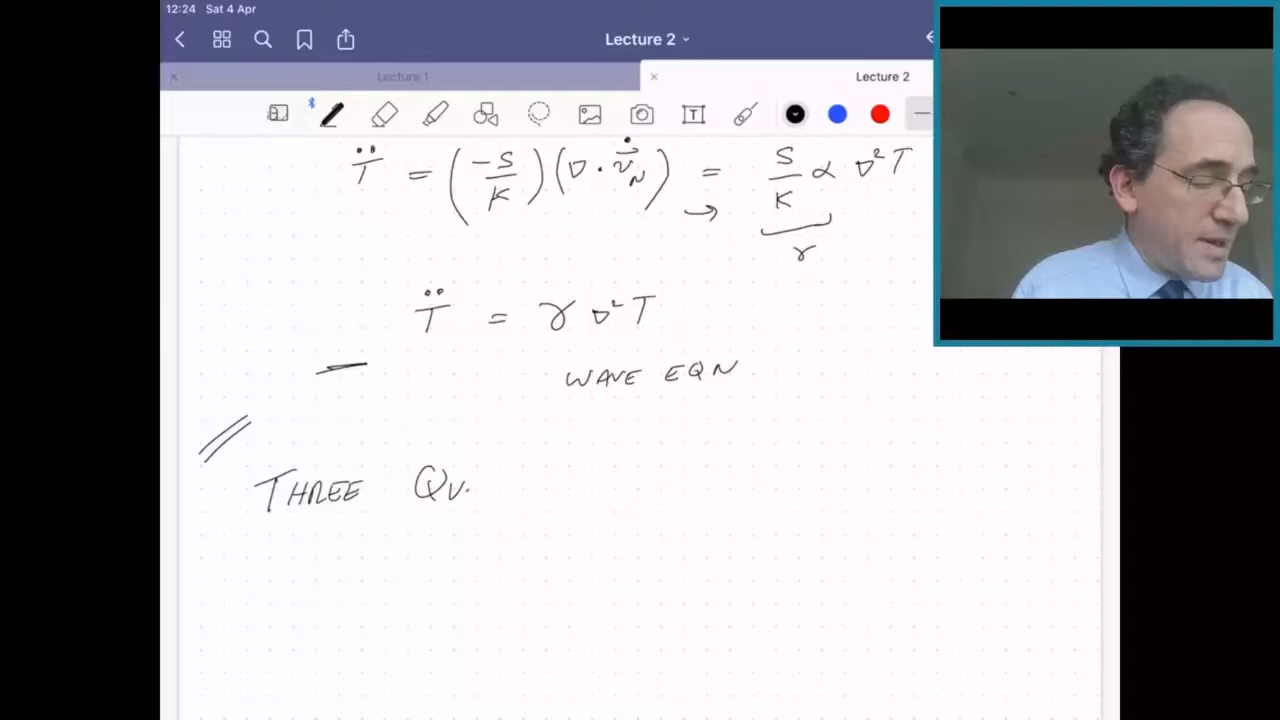 12:24 Sat 4 Apr
Lecture 2
Lecture 1
Lecture 2
T̈ = (-S/K)(∇ · v̇⃗_N) = S/K α ∇²T
γ
T̈ = γ ∇²T
WAVE EQN
THREE QU